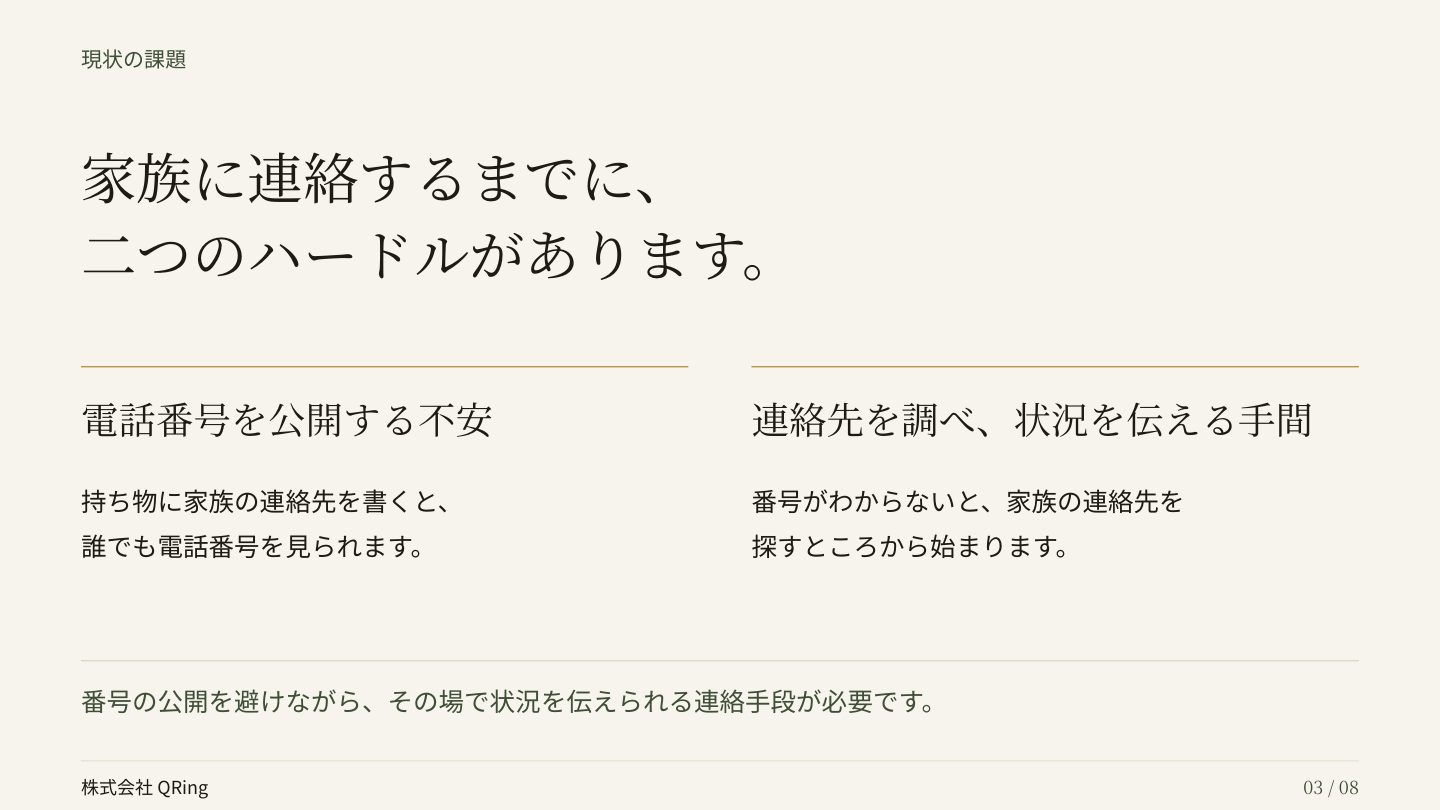 現状の課題
家族に連絡するまでに、
二つのハードルがあります。
電話番号を公開する不安
持ち物に家族の連絡先を書くと、
誰でも電話番号を見られます。
連絡先を調べ、状況を伝える手間
番号がわからないと、家族の連絡先を
探すところから始まります。
番号の公開を避けながら、その場で状況を伝えられる連絡手段が必要です。
株式会社 QRing
03 / 08